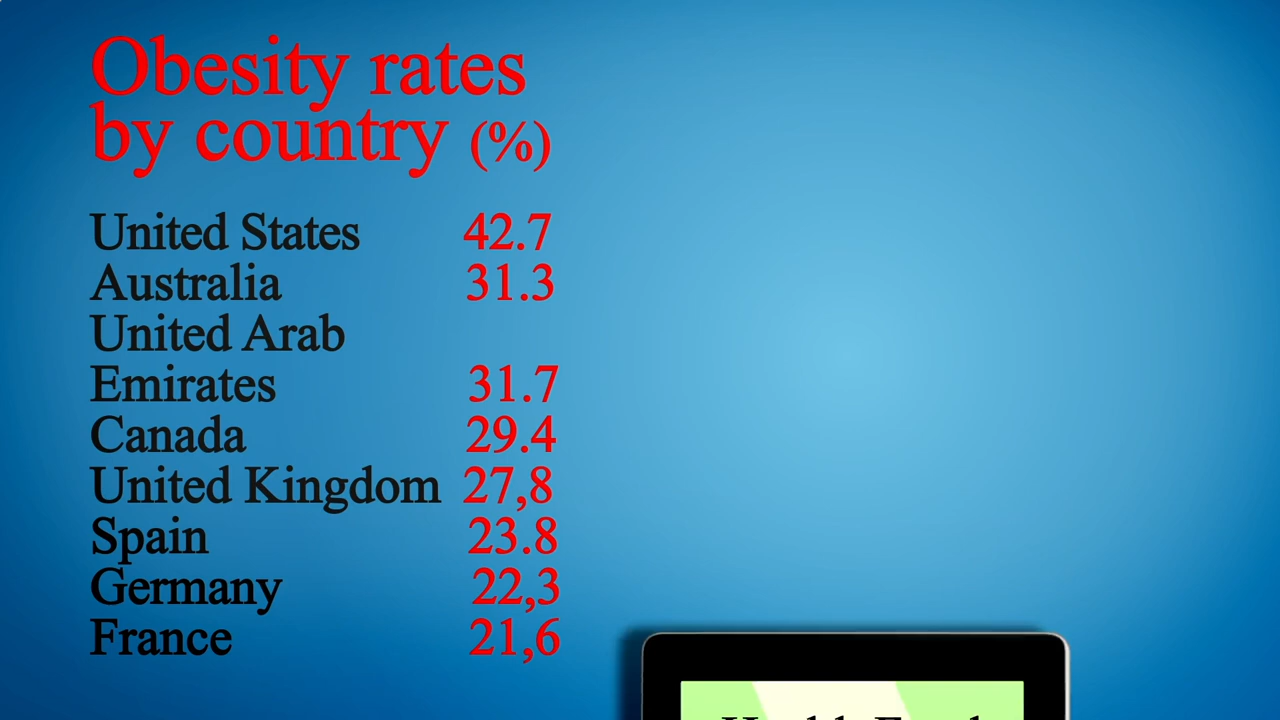 Obesity rates
by country (%)
United States 42.7
Australia 31.3
United Arab
Emirates 31.7
Canada 29.4
United Kingdom 27,8
Spain 23.8
Germany 22,3
France 21,6